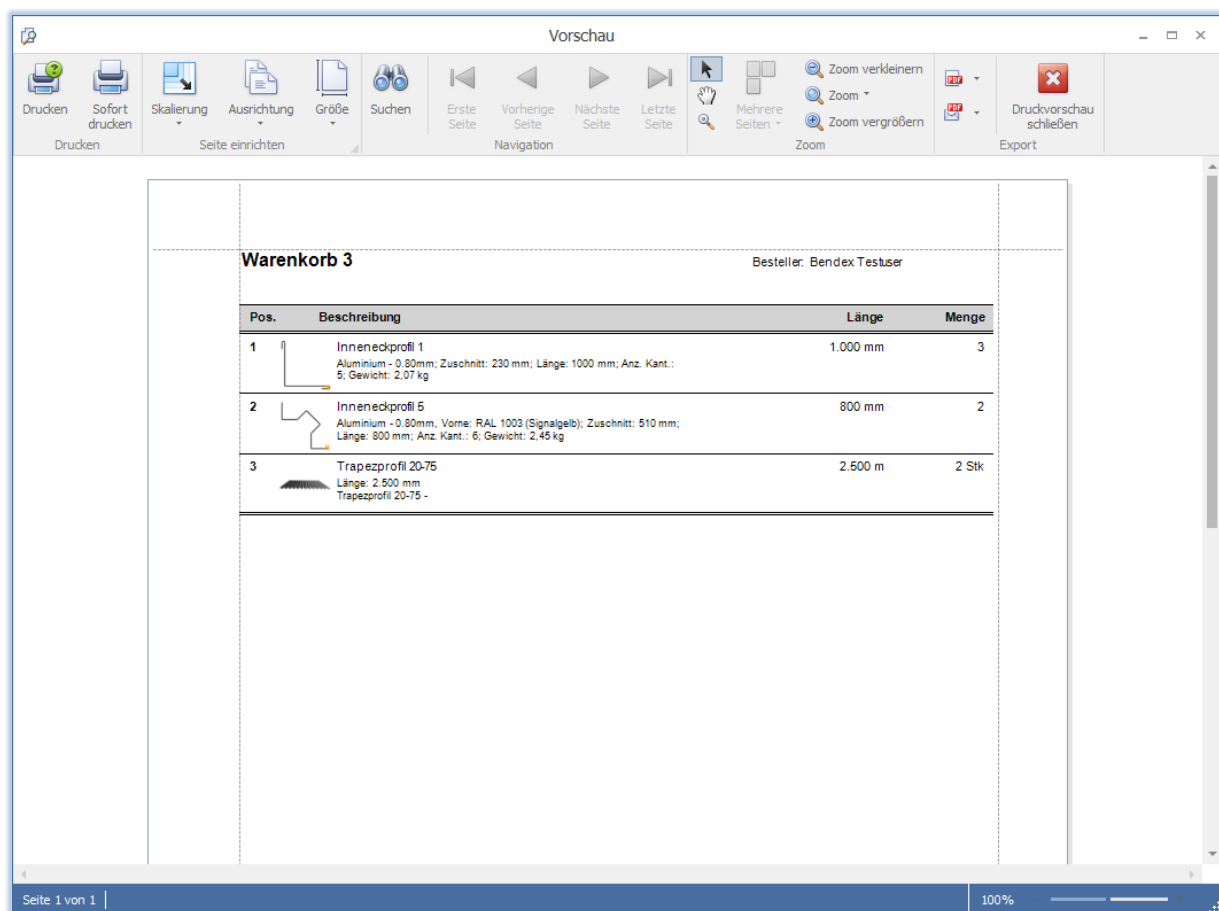 Vorschau
Drucken
Sofort drucken
Skalierung
Ausrichtung
Größe
Suchen
Erste Seite
Vorherige Seite
Nächste Seite
Letzte Seite
Mehrere Seiten
Zoom verkleinern
Zoom
Zoom vergrößern
PDF
PDF
Druckvorschau schließen
Drucken
Seite einrichten
Navigation
Zoom
Export
Warenkorb 3
Besteller: Bendex Testuser
Pos. Beschreibung Länge Menge
1 Inneneckprofil 1 1.000 mm 3
Aluminium - 0.80mm; Zuschnitt: 230 mm; Länge: 1000 mm; Anz. Kant.:
5; Gewicht: 2,07 kg
2 Inneneckprofil 5 800 mm 2
Aluminium - 0.80mm, Vorne: RAL 1003 (Signalgelb); Zuschnitt: 510 mm;
Länge: 800 mm; Anz. Kant.: 6; Gewicht: 2,45 kg
3 Trapezprofil 20-75 2.500 m 2 Stk
Länge: 2.500 mm
Trapezprofil 20-75 -
Seite 1 von 1
100%